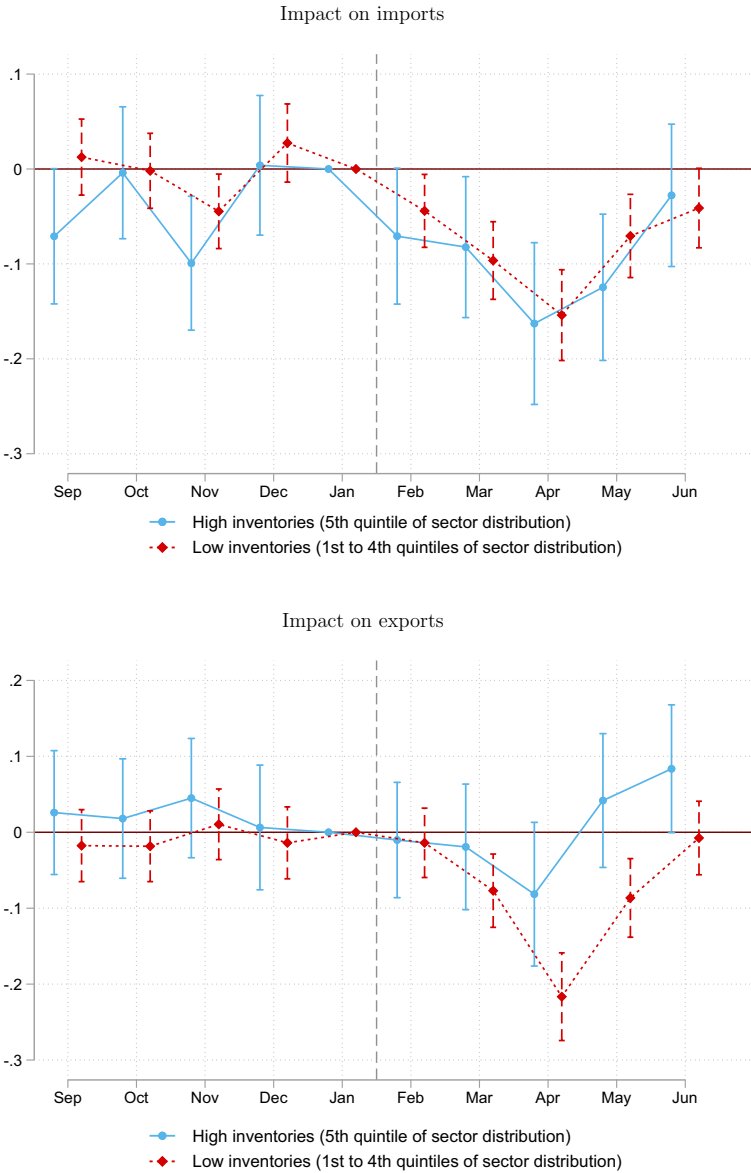 Impact on imports
.1
0
-.1
-.2
-.3
Sep Oct Nov Dec Jan Feb Mar Apr May Jun
High inventories (5th quintile of sector distribution)
Low inventories (1st to 4th quintiles of sector distribution)
Impact on exports
.2
.1
0
-.1
-.2
-.3
Sep Oct Nov Dec Jan Feb Mar Apr May Jun
High inventories (5th quintile of sector distribution)
Low inventories (1st to 4th quintiles of sector distribution)